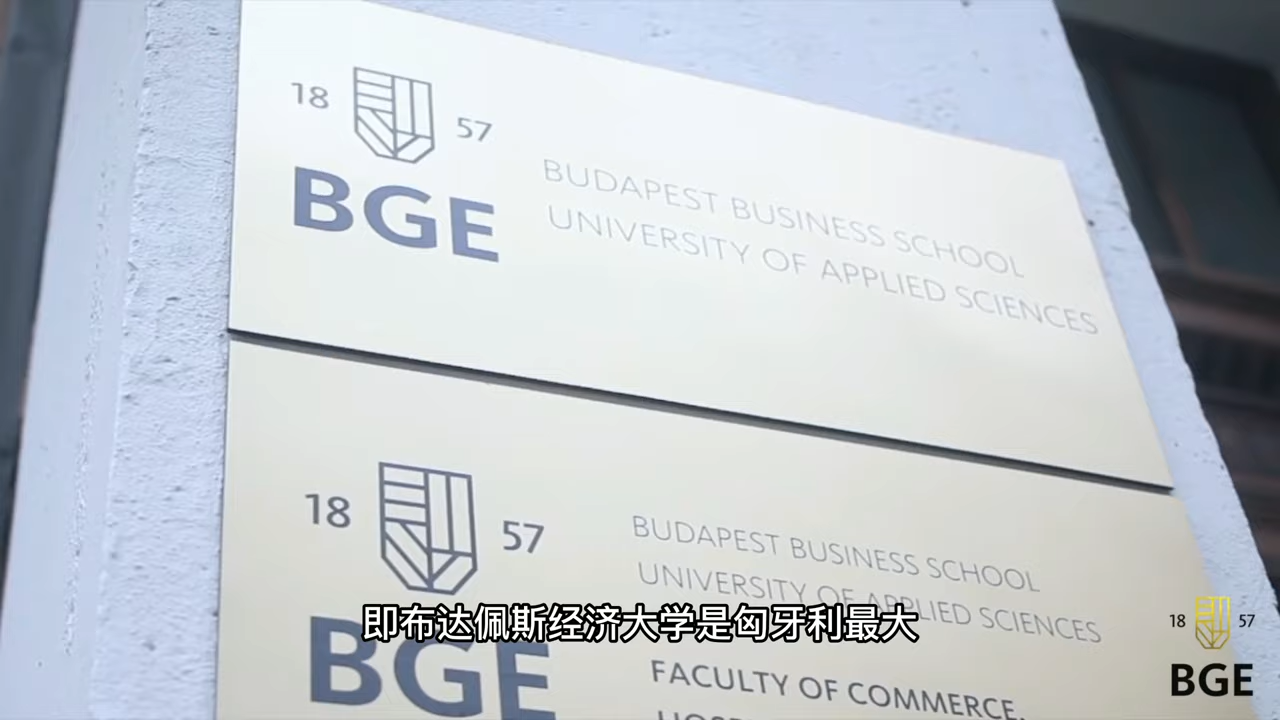 18 57
BGE
BUDAPEST BUSINESS SCHOOL
UNIVERSITY OF APPLIED SCIENCES
18 57
BGE
BUDAPEST BUSINESS SCHOOL
UNIVERSITY OF APPLIED SCIENCES
FACULTY OF COMMERCE,
即布达佩斯经济大学是匈牙利最大
18 57
BGE